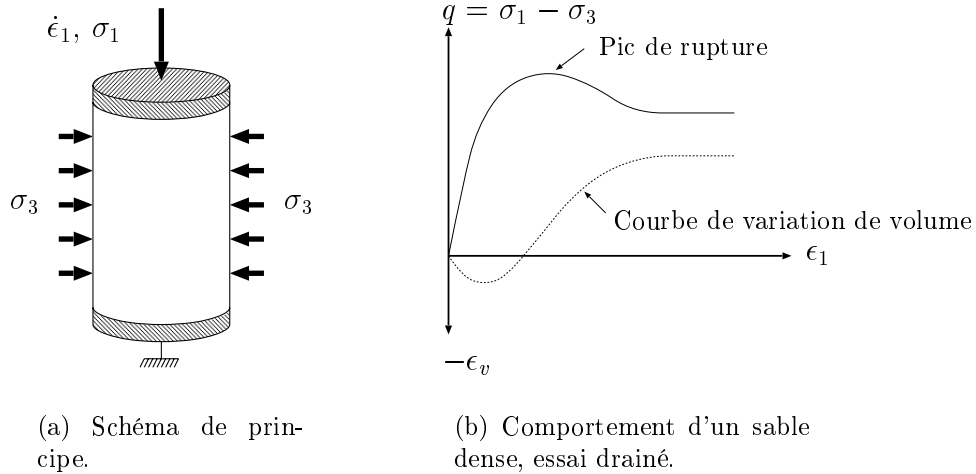 ϵ̇₁, σ₁
σ₃
σ₃
q = σ₁ − σ₃
Pic de rupture
Courbe de variation de volume
ϵ₁
−ϵᵥ
(a) Schéma de prin-
cipe.
(b) Comportement d'un sable
dense, essai drainé.